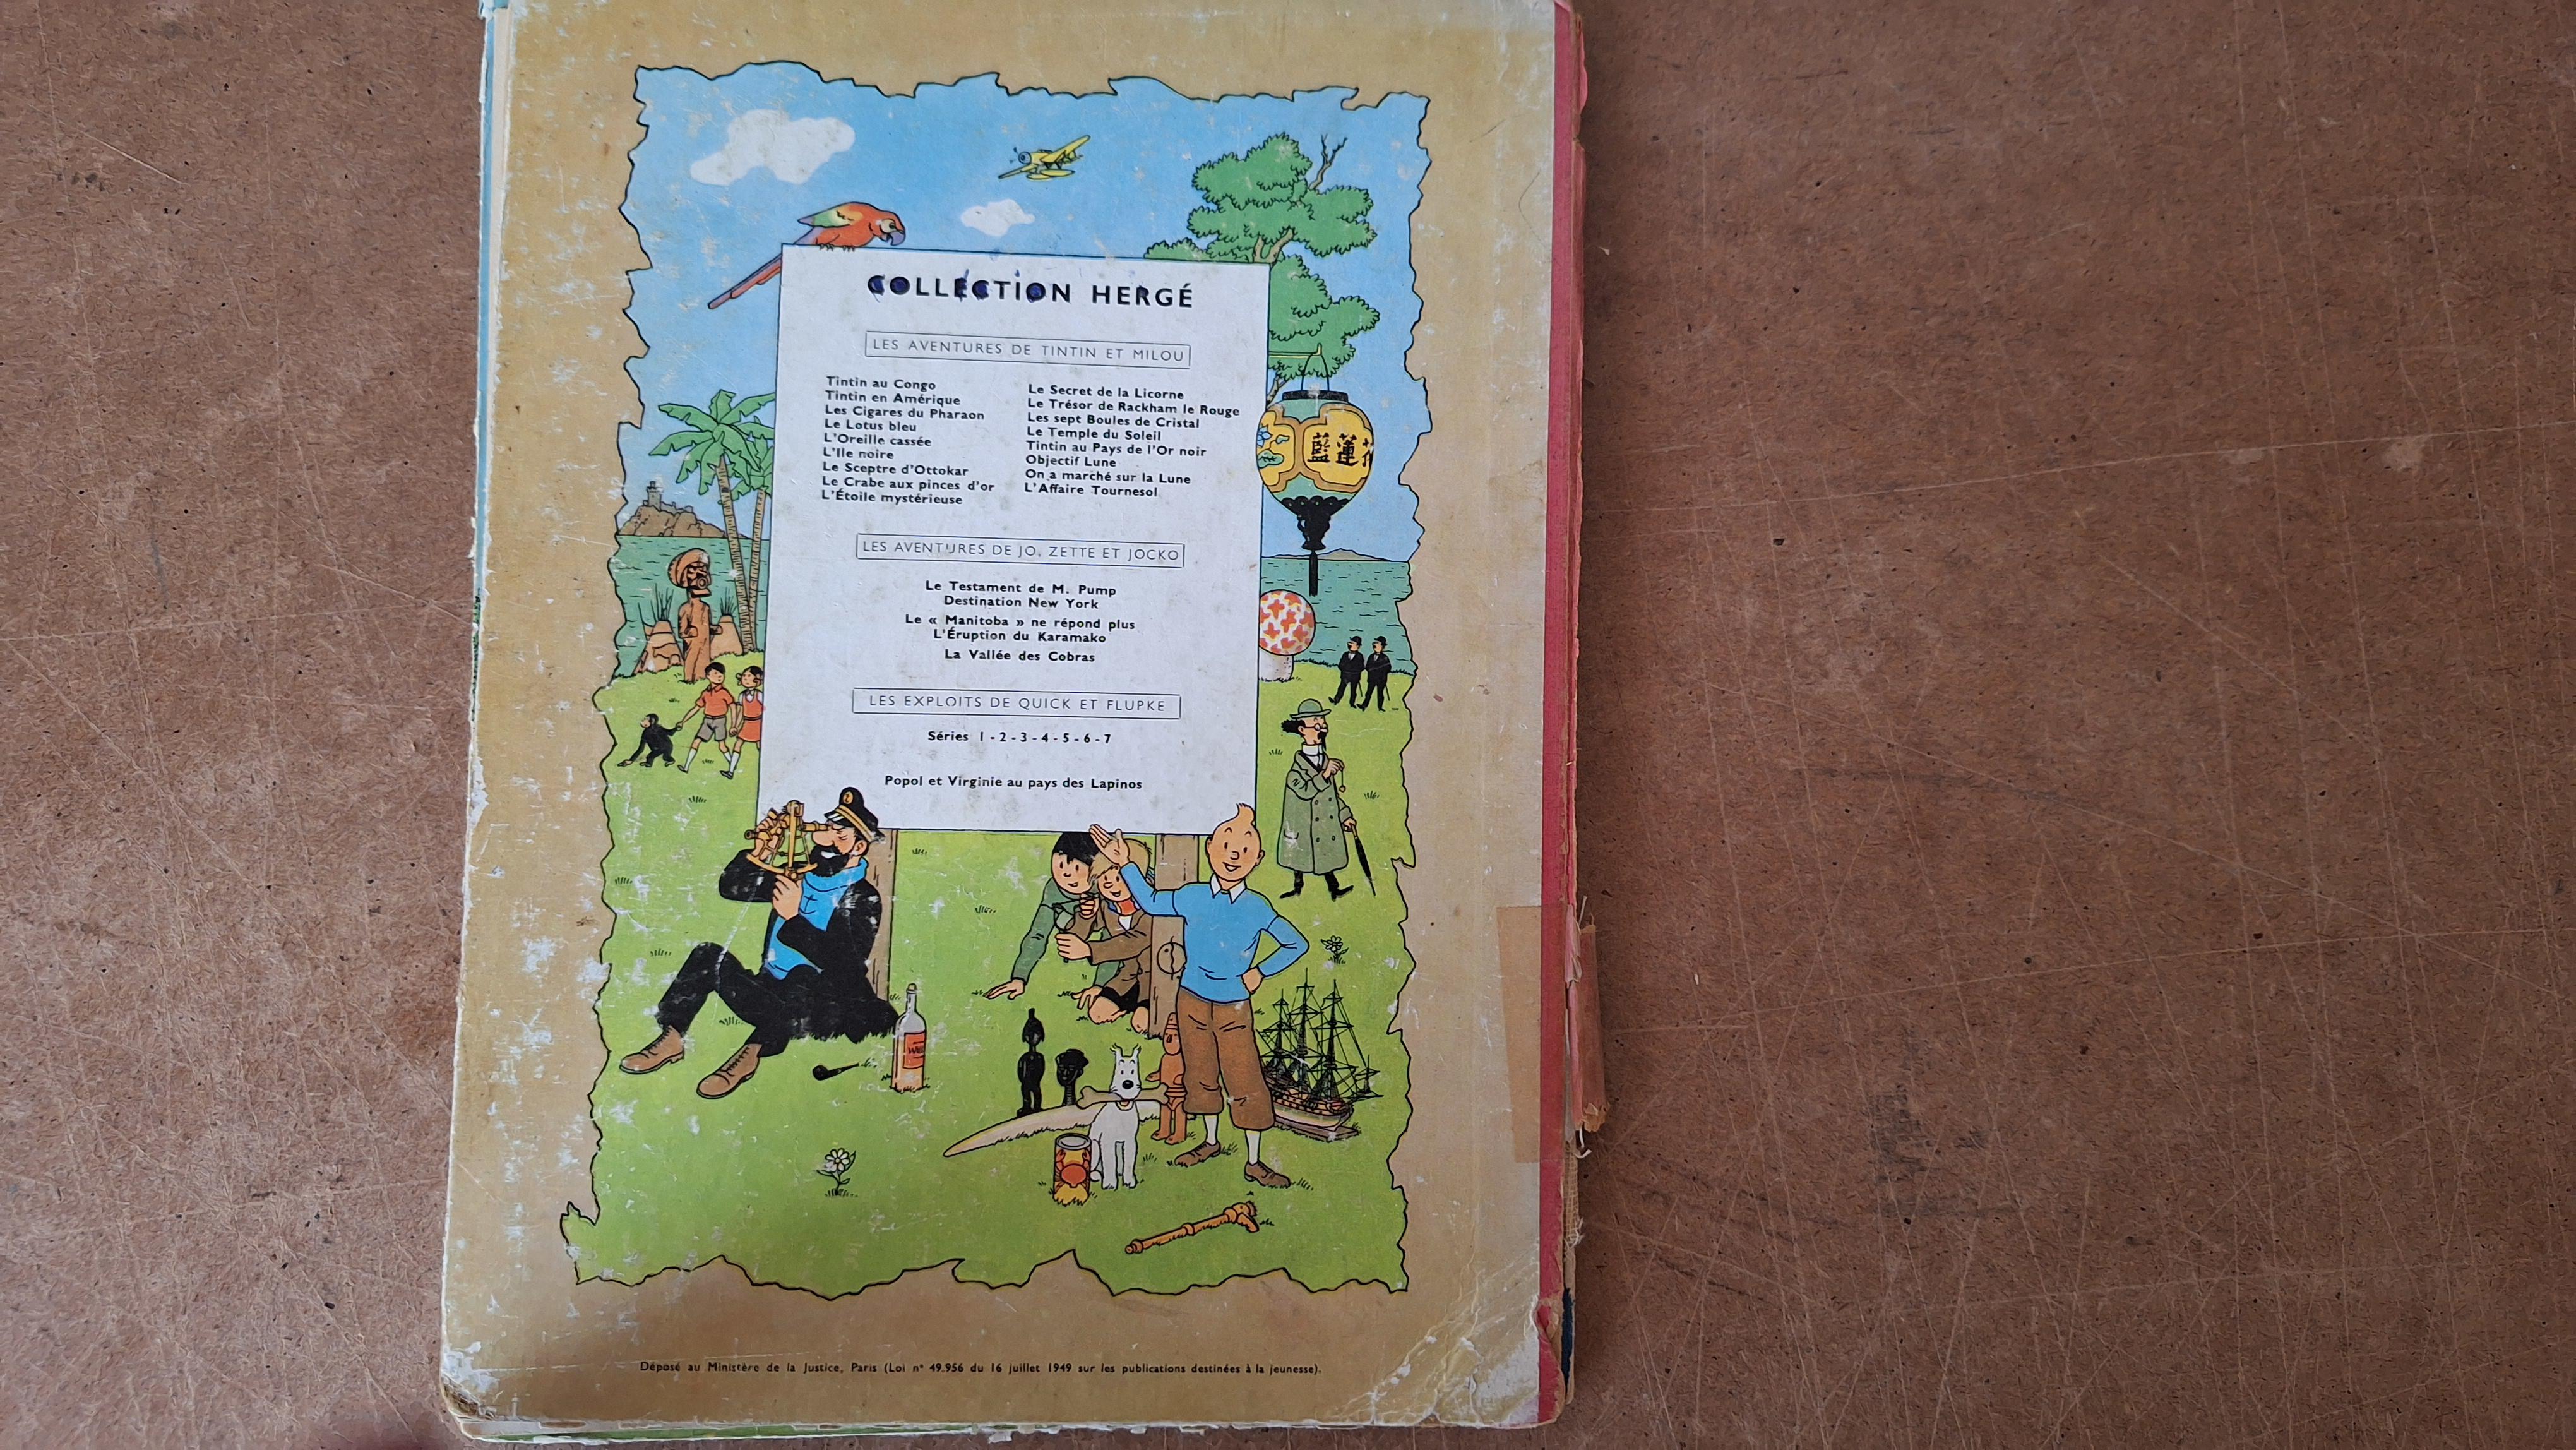 COLLECTION HERGÉ
LES AVENTURES DE TINTIN ET MILOU
Tintin au Congo
Tintin en Amérique
Les Cigares du Pharaon
Le Lotus bleu
L'Oreille cassée
L'Ile noire
Le Sceptre d'Ottokar
Le Crabe aux pinces d'or
L'Étoile mystérieuse
Le Secret de la Licorne
Le Trésor de Rackham le Rouge
Les sept Boules de Cristal
Le Temple du Soleil
Tintin au Pays de l'Or noir
Objectif Lune
On a marché sur la Lune
L'Affaire Tournesol
藍蓮
LES AVENTURES DE JO, ZETTE ET JOCKO
Le Testament de M. Pump
Destination New York
Le « Manitoba » ne répond plus
L'Éruption du Karamako
La Vallée des Cobras
LES EXPLOITS DE QUICK ET FLUPKE
Séries 1 - 2 - 3 - 4 - 5 - 6 - 7
Popol et Virginie au pays des Lapinos
Déposé au Ministère de la Justice, Paris (Loi n° 49.956 du 16 juillet 1949 sur les publications destinées à la jeunesse).